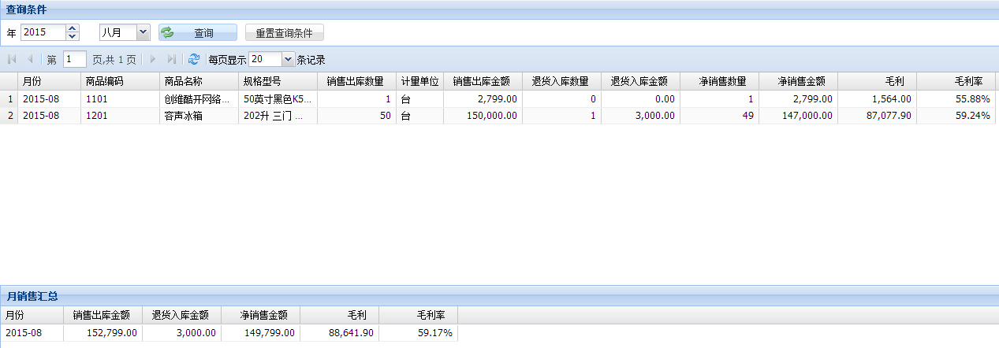 查询条件
年 2015 八月 查询 重置查询条件
第 1 页,共 1 页 每页显示 20 条记录
月份 商品编码 商品名称 规格型号 销售出库数量 计量单位 销售出库金额 退货入库数量 退货入库金额 净销售数量 净销售金额 毛利 毛利率
1 2015-08 1101 创维酷开网络... 50英寸黑色K5... 1 台 2,799.00 0 0.00 1 2,799.00 1,564.00 55.88%
2 2015-08 1201 容声冰箱 202升 三门 ... 50 台 150,000.00 1 3,000.00 49 147,000.00 87,077.90 59.24%
月销售汇总
月份 销售出库金额 退货入库金额 净销售金额 毛利 毛利率
2015-08 152,799.00 3,000.00 149,799.00 88,641.90 59.17%